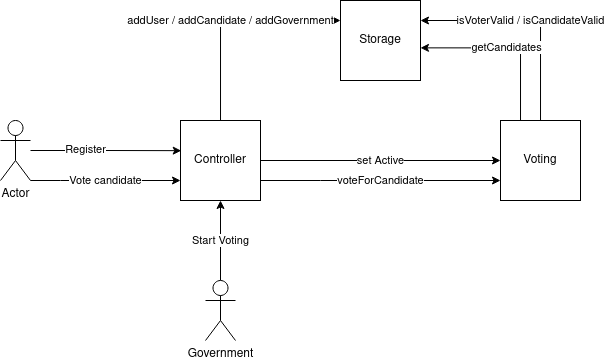 addUser / addCandidate / addGovernment
isVoterValid / isCandidateValid
Storage
getCandidates
Register
Controller
set Active
Voting
Vote candidate
voteForCandidate
Actor
Start Voting
Government